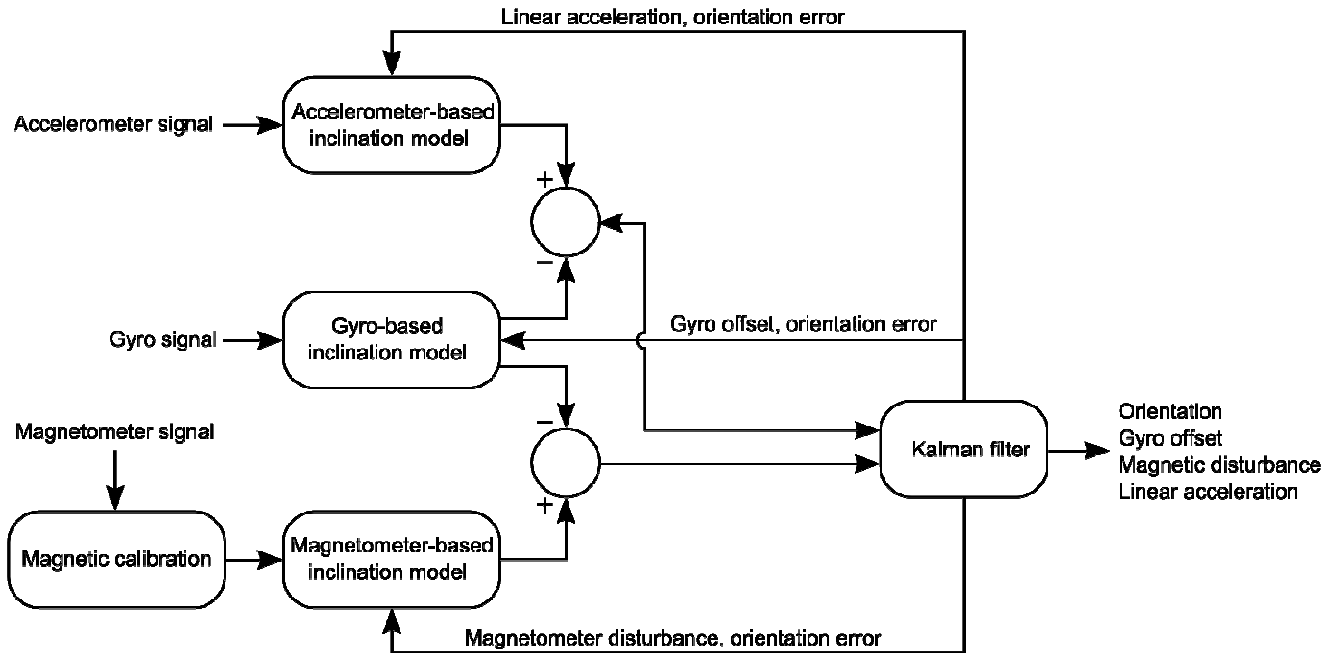 Linear acceleration, orientation error
Accelerometer signal
Accelerometer-based
inclination model
+
−
Gyro signal
Gyro-based
inclination model
Gyro offset, orientation error
Magnetometer signal
−
+
Magnetic calibration
Magnetometer-based
inclination model
Kalman filter
Orientation
Gyro offset
Magnetic disturbance
Linear acceleration
Magnetometer disturbance, orientation error